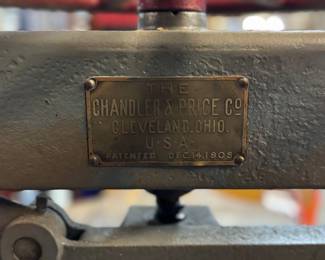 THE
CHANDLER & PRICE CO
CLEVELAND, OHIO.
U.S.A.
PATENTED DEC.14.1905